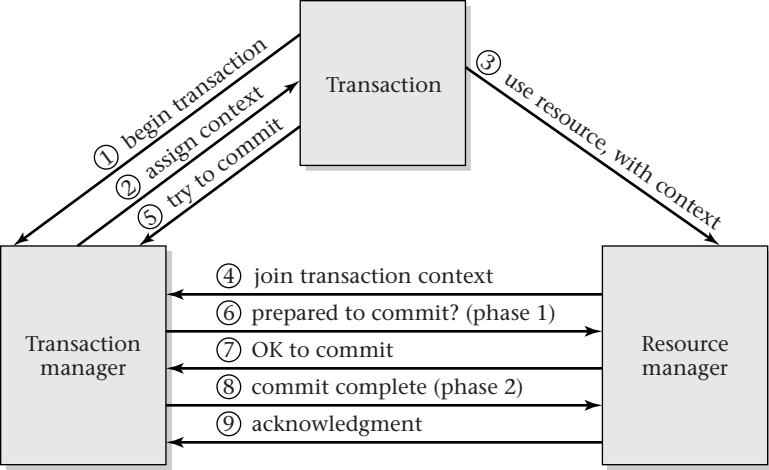 Transaction
① begin transaction
② assign context
⑤ try to commit
③ use resource, with context
Transaction
manager
④ join transaction context
⑥ prepared to commit? (phase 1)
⑦ OK to commit
⑧ commit complete (phase 2)
⑨ acknowledgment
Resource
manager